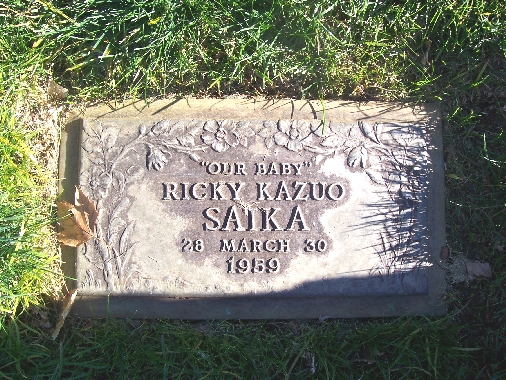 "OUR BABY"
RICKY KAZUO
SAIKA
28 MARCH 30
1959